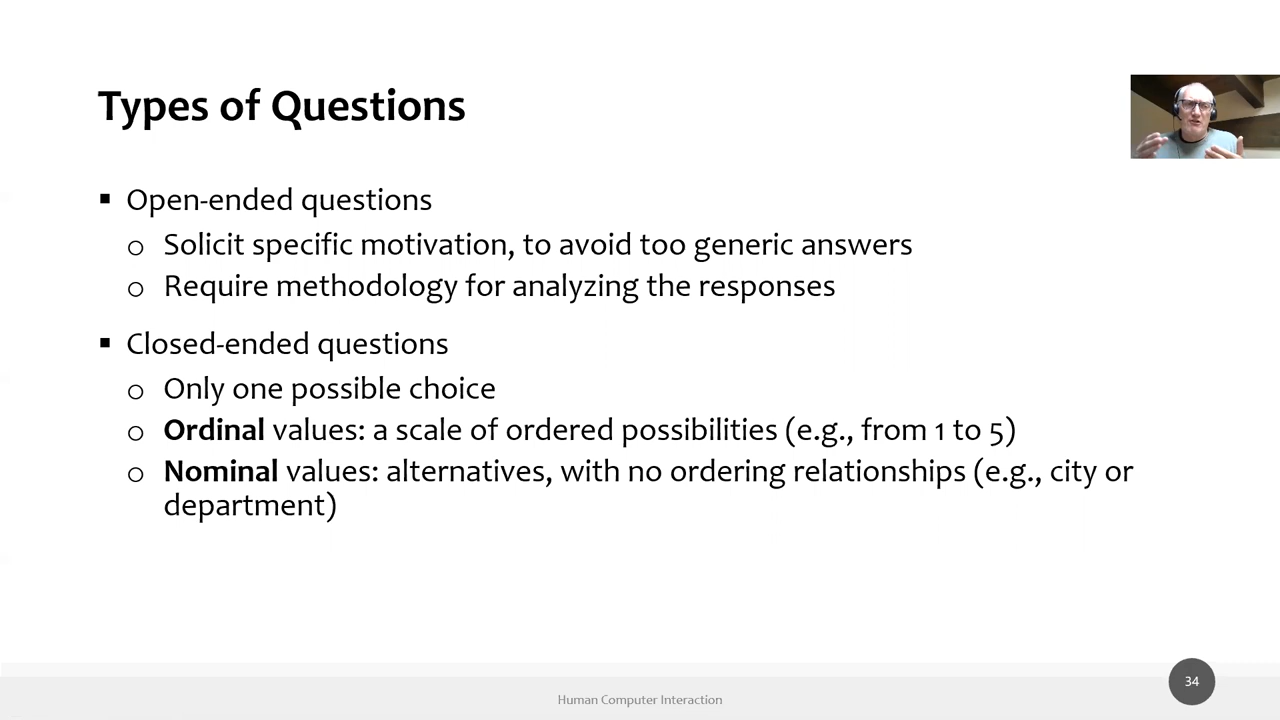 Types of Questions
▪ Open-ended questions
o Solicit specific motivation, to avoid too generic answers
o Require methodology for analyzing the responses
▪ Closed-ended questions
o Only one possible choice
o Ordinal values: a scale of ordered possibilities (e.g., from 1 to 5)
o Nominal values: alternatives, with no ordering relationships (e.g., city or
department)
Human Computer Interaction
34